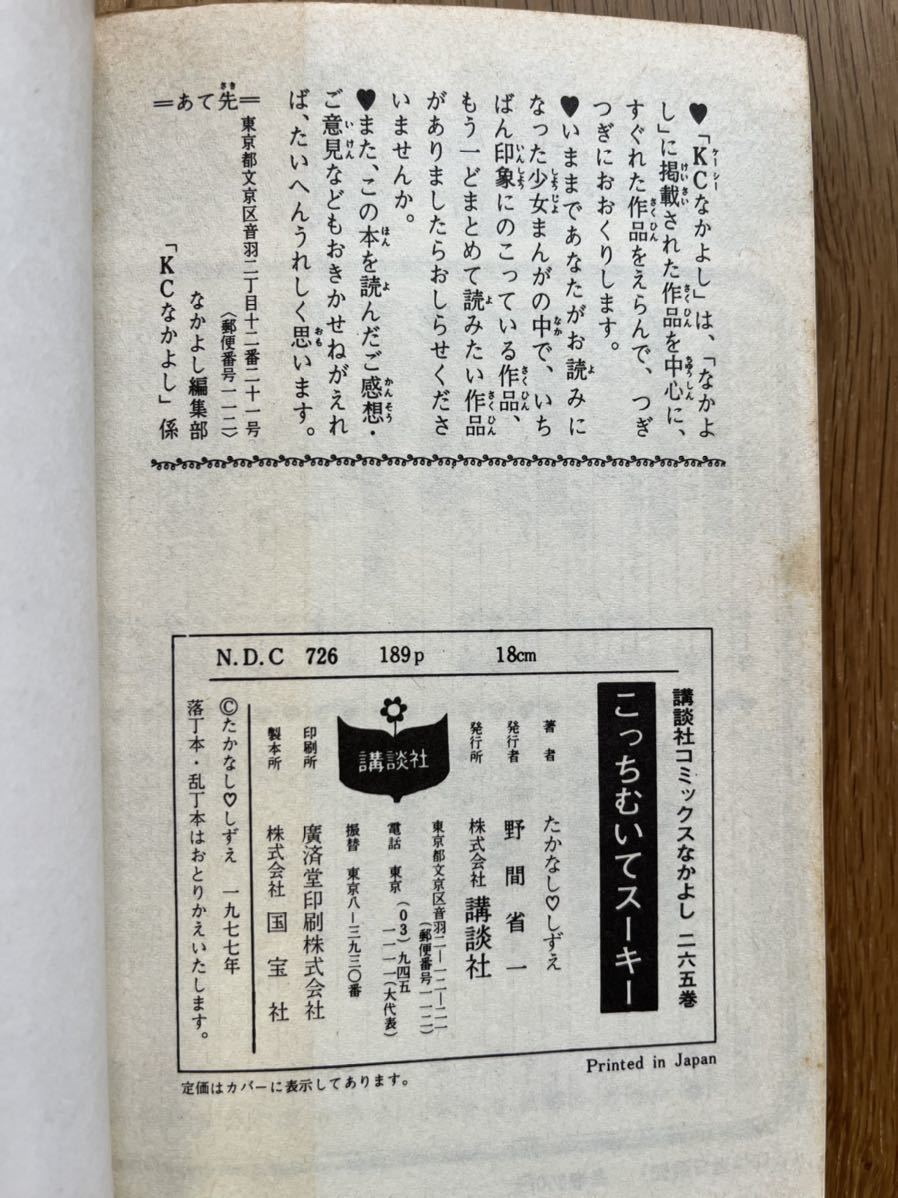 ♥「KCなかよし」は、「なかよ
し」に掲載された作品を中心に、
すぐれた作品をえらんで、つぎ
つぎにおおくりします。
♥いままであなたがお読みに
なった少女まんがの中で、いち
ばん印象にのこっている作品、
もう一どまとめて読みたい作品
がありましたらおしらせくださ
いませんか。
♥また、この本を読んだご感想・
ご意見などもおきかせねがえれ
ば、たいへんうれしく思います。
=あて先=
東京都文京区音羽二丁目十二番二十一号
(郵便番号一一二)
なかよし編集部
「KCなかよし」係
N.D.C 726 189p 18cm
講談社コミックスなかよし 二六五巻
こっちむいてスーキー
著者 たかなし♡しずえ
発行者 野間省一
発行所 株式会社 講談社
東京都文京区音羽二―一二―二一
(郵便番号一一二)
電話 東京(03)九四五
一一一一(大代表)
振替 東京八―三九三〇番
講談社
印刷所 廣済堂印刷株式会社
製本所 株式会社 国宝社
©たかなし♡しずえ 一九七七年
落丁本・乱丁本はおとりかえいたします。
Printed in Japan
定価はカバーに表示してあります。